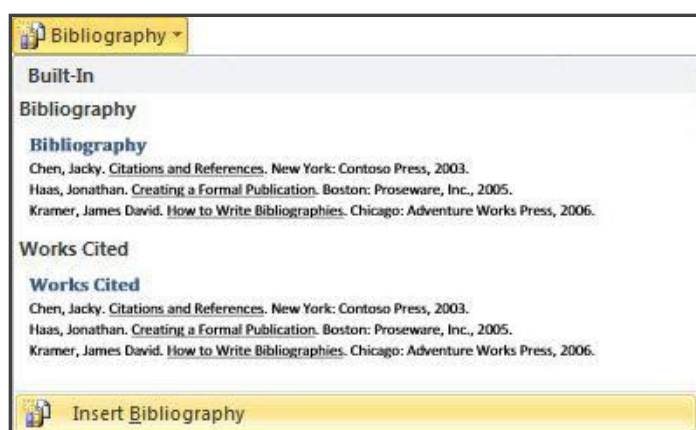 Bibliography
Built-In
Bibliography
Bibliography
Chen, Jacky. Citations and References. New York: Contoso Press, 2003.
Haas, Jonathan. Creating a Formal Publication. Boston: Proseware, Inc., 2005.
Kramer, James David. How to Write Bibliographies. Chicago: Adventure Works Press, 2006.
Works Cited
Works Cited
Chen, Jacky. Citations and References. New York: Contoso Press, 2003.
Haas, Jonathan. Creating a Formal Publication. Boston: Proseware, Inc., 2005.
Kramer, James David. How to Write Bibliographies. Chicago: Adventure Works Press, 2006.
Insert Bibliography